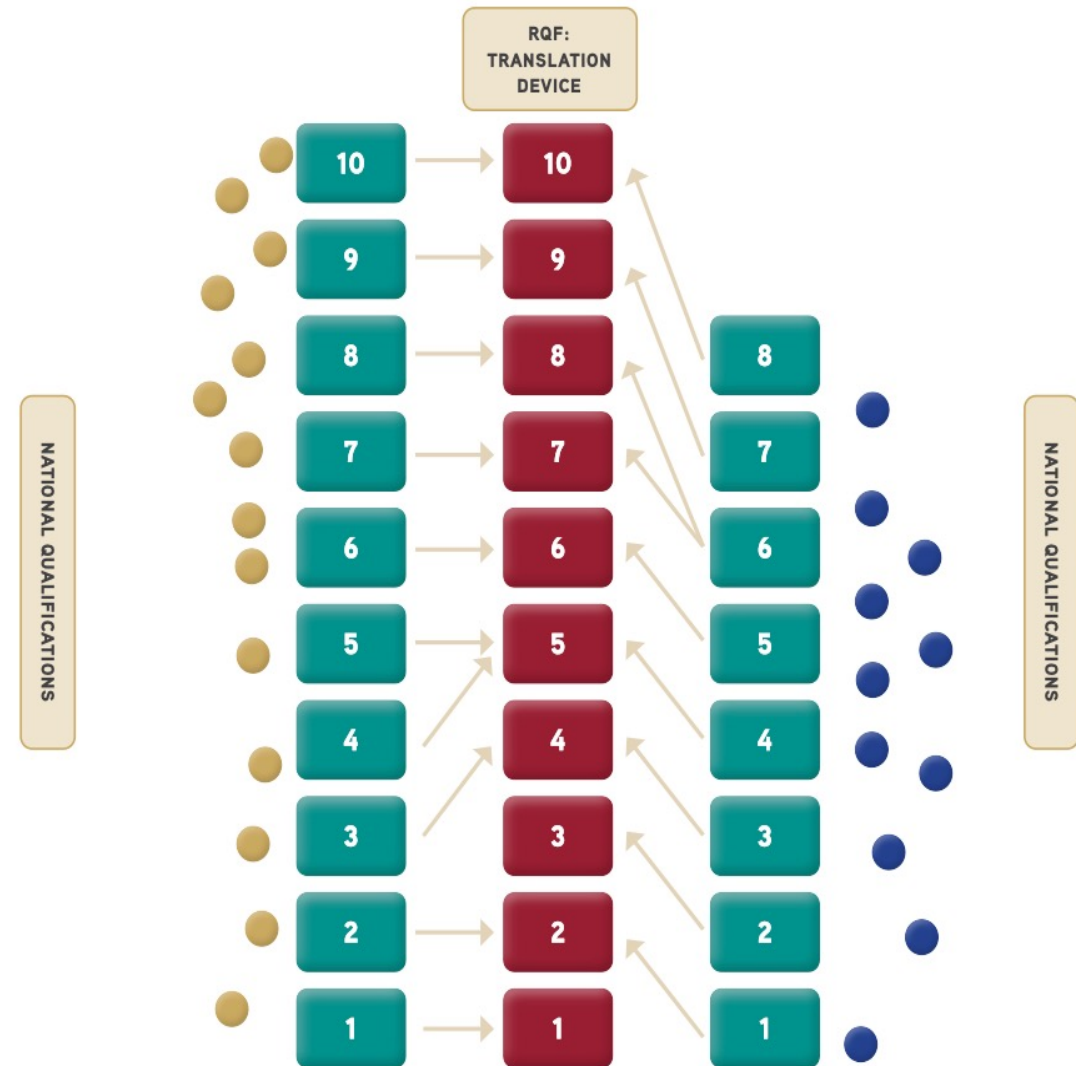 RQF:
TRANSLATION
DEVICE
10 10
9 9
8 8 8
7 7 7
6 6 6
5 5 5
4 4 4
3 3 3
2 2 2
1 1 1
NATIONAL QUALIFICATIONS
NATIONAL QUALIFICATIONS